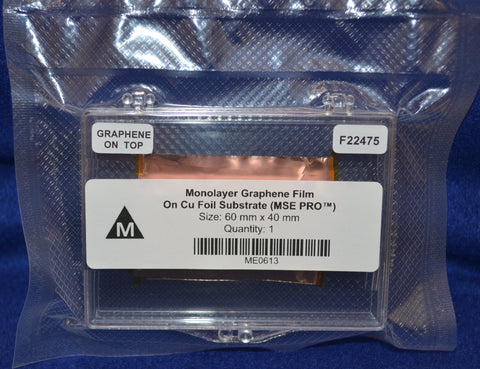 GRAPHENE
ON TOP
F22475
Monolayer Graphene Film
On Cu Foil Substrate (MSE PRO™)
Size: 60 mm x 40 mm
Quantity: 1
M
ME0613